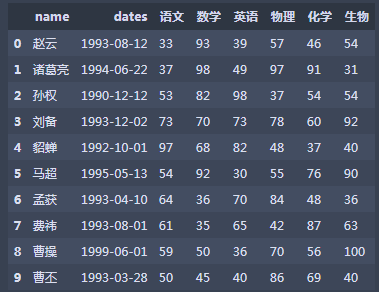 name dates 语文 数学 英语 物理 化学 生物
0 赵云 1993-08-12 33 93 39 57 46 54
1 诸葛亮 1994-06-22 37 98 49 97 91 31
2 孙权 1990-12-12 53 82 98 37 54 54
3 刘备 1993-12-02 73 70 73 78 60 92
4 貂蝉 1992-10-01 97 68 82 48 37 40
5 马超 1995-05-13 54 92 30 55 76 90
6 孟获 1993-04-10 64 36 70 84 48 36
7 费祎 1993-08-01 61 35 65 42 87 63
8 曹操 1999-06-01 59 50 36 70 56 100
9 曹丕 1993-03-28 50 45 40 86 69 40